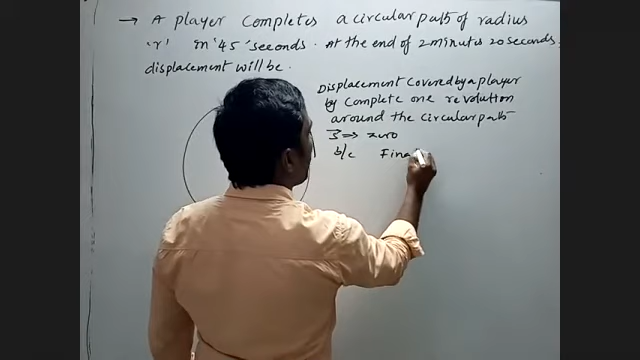 → A player Completes a circular path of radius
'r' in '45' seconds. At the end of 2 minutes 20 seconds,
displacement will be.
Displacement covered by a player
by Complete one revolution
around the circular path
S ⇒ zero
b/c Fina